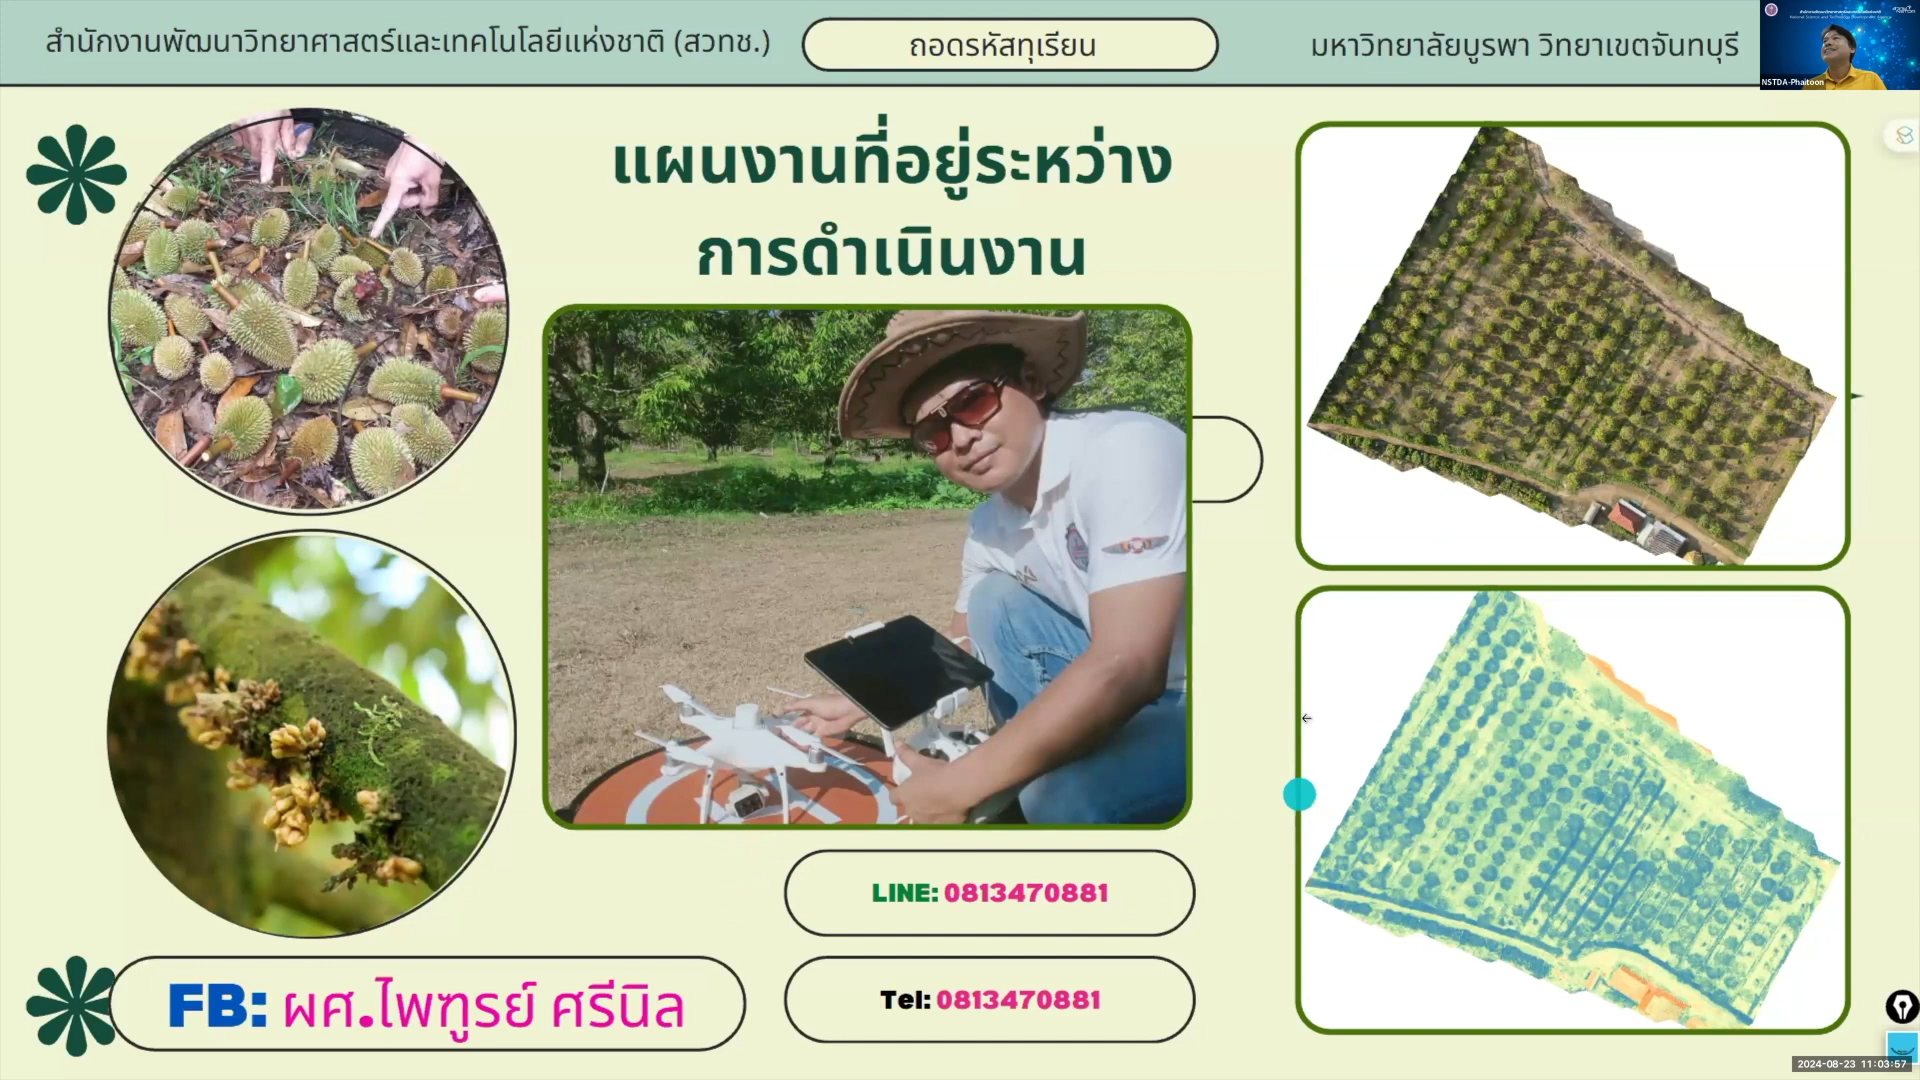 สำนักงานพัฒนาวิทยาศาสตร์และเทคโนโลยีแห่งชาติ (สวทช.)
ถอดรหัสทุเรียน
มหาวิทยาลัยบูรพา วิทยาเขตจันทบุรี
NSTDA-Phaitoon
แผนงานที่อยู่ระหว่าง
การดำเนินงาน
LINE: 0813470881
FB: ผศ.ไพฑูรย์ ศรีนิล
Tel: 0813470881
2024-08-23 11:03:57